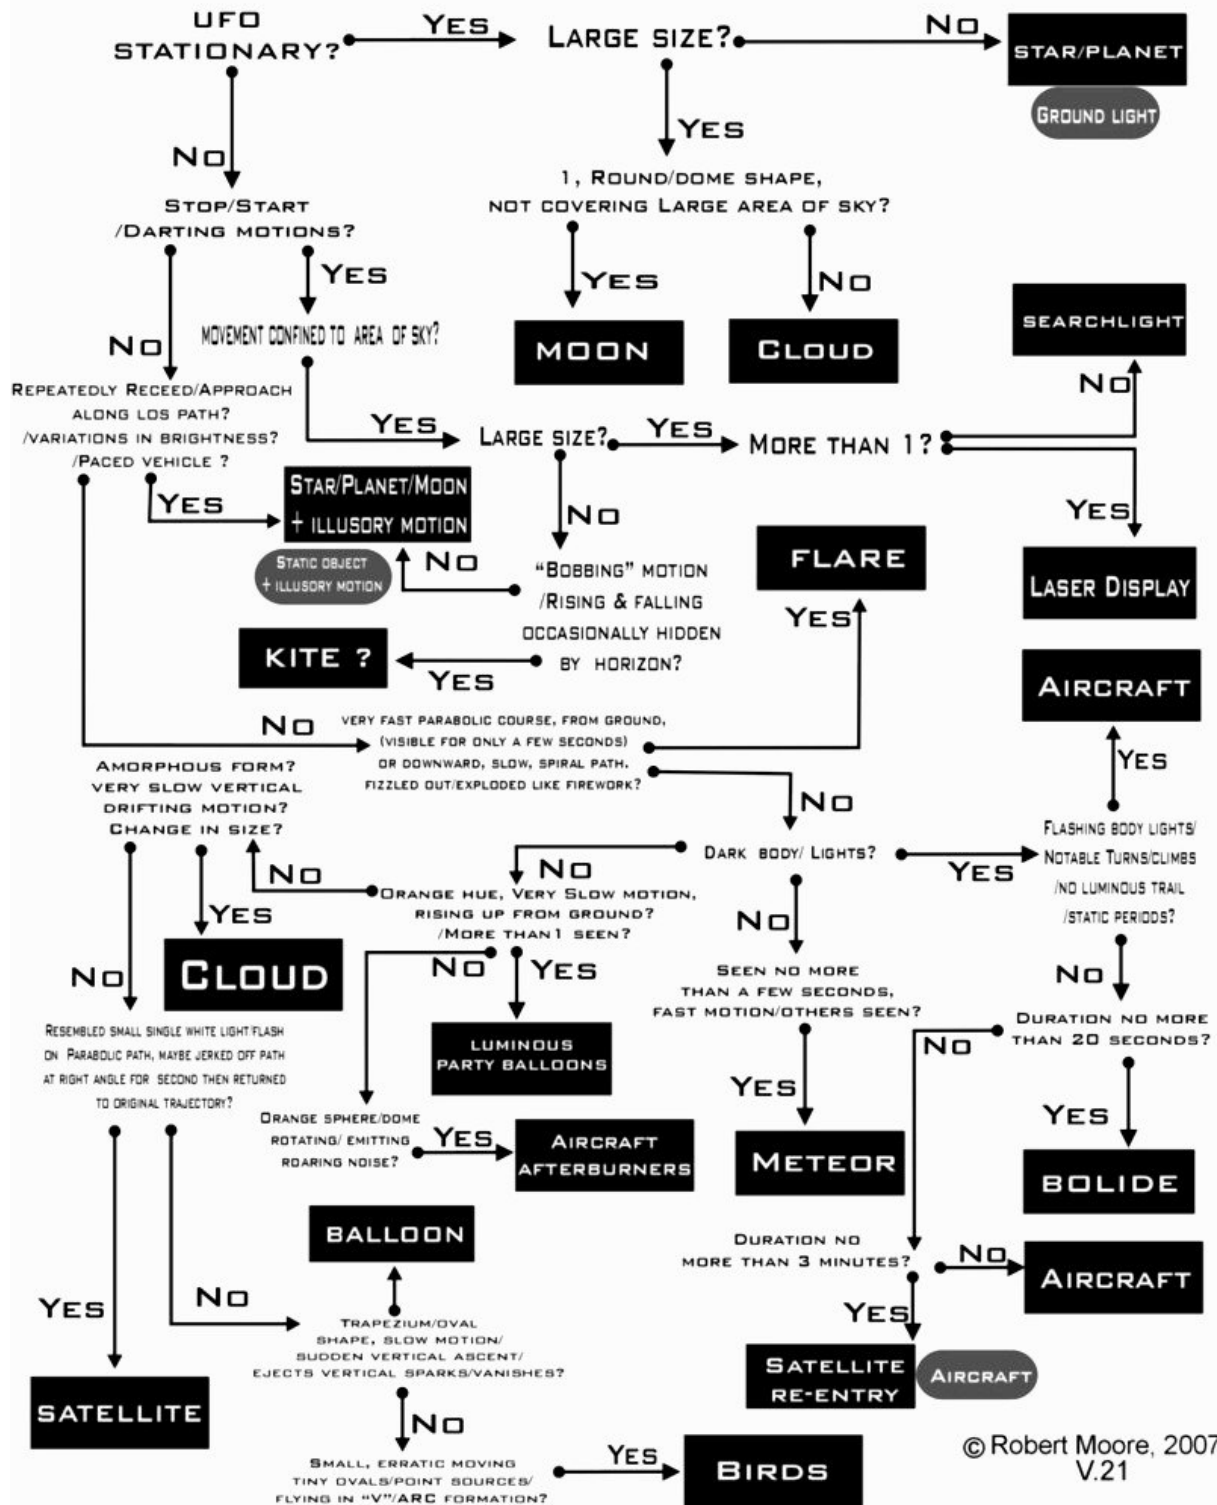 UFO
STATIONARY?
YES
LARGE SIZE?
NO
STAR/PLANET
GROUND LIGHT
NO
YES
STOP/START
/DARTING MOTIONS?
1, ROUND/DOME SHAPE,
NOT COVERING LARGE AREA OF SKY?
YES
NO
YES
NO
MOVEMENT CONFINED TO AREA OF SKY?
MOON
CLOUD
SEARCHLIGHT
NO
REPEATEDLY RECEED/APPROACH
ALONG LOS PATH?
/VARIATIONS IN BRIGHTNESS?
/PACED VEHICLE ?
YES
LARGE SIZE?
YES
MORE THAN 1?
YES
STAR/PLANET/MOON
+ ILLUSORY MOTION
STATIC OBJECT
+ ILLUSORY MOTION
NO
NO
"BOBBING" MOTION
/RISING & FALLING
OCCASIONALLY HIDDEN
BY HORIZON?
YES
KITE ?
FLARE
YES
YES
LASER DISPLAY
NO
VERY FAST PARABOLIC COURSE, FROM GROUND,
(VISIBLE FOR ONLY A FEW SECONDS)
OR DOWNWARD, SLOW, SPIRAL PATH.
FIZZLED OUT/EXPLODED LIKE FIREWORK?
AIRCRAFT
YES
AMORPHOUS FORM?
VERY SLOW VERTICAL
DRIFTING MOTION?
CHANGE IN SIZE?
NO
DARK BODY/ LIGHTS?
YES
FLASHING BODY LIGHTS/
NOTABLE TURNS/CLIMBS
/NO LUMINOUS TRAIL
/STATIC PERIODS?
NO
NO
ORANGE HUE, VERY SLOW MOTION,
RISING UP FROM GROUND?
/MORE THAN 1 SEEN?
YES
CLOUD
NO
NO
YES
NO
NO
SEEN NO MORE
THAN A FEW SECONDS,
FAST MOTION/OTHERS SEEN?
DURATION NO MORE
THAN 20 SECONDS?
NO
RESEMBLED SMALL SINGLE WHITE LIGHT/FLASH
ON PARABOLIC PATH, MAYBE JERKED OFF PATH
AT RIGHT ANGLE FOR SECOND THEN RETURNED
TO ORIGINAL TRAJECTORY?
LUMINOUS
PARTY BALLOONS
ORANGE SPHERE/DOME
ROTATING/ EMITTING
ROARING NOISE?
YES
AIRCRAFT
AFTERBURNERS
YES
METEOR
YES
BOLIDE
BALLOON
DURATION NO
MORE THAN 3 MINUTES?
NO
AIRCRAFT
YES
NO
TRAPEZIUM/OVAL
SHAPE, SLOW MOTION/
SUDDEN VERTICAL ASCENT/
EJECTS VERTICAL SPARKS/VANISHES?
YES
SATELLITE
RE-ENTRY
AIRCRAFT
SATELLITE
NO
SMALL, ERRATIC MOVING
TINY OVALS/POINT SOURCES/
FLYING IN "V"/ARC FORMATION?
YES
BIRDS
© Robert Moore, 2007
V.21